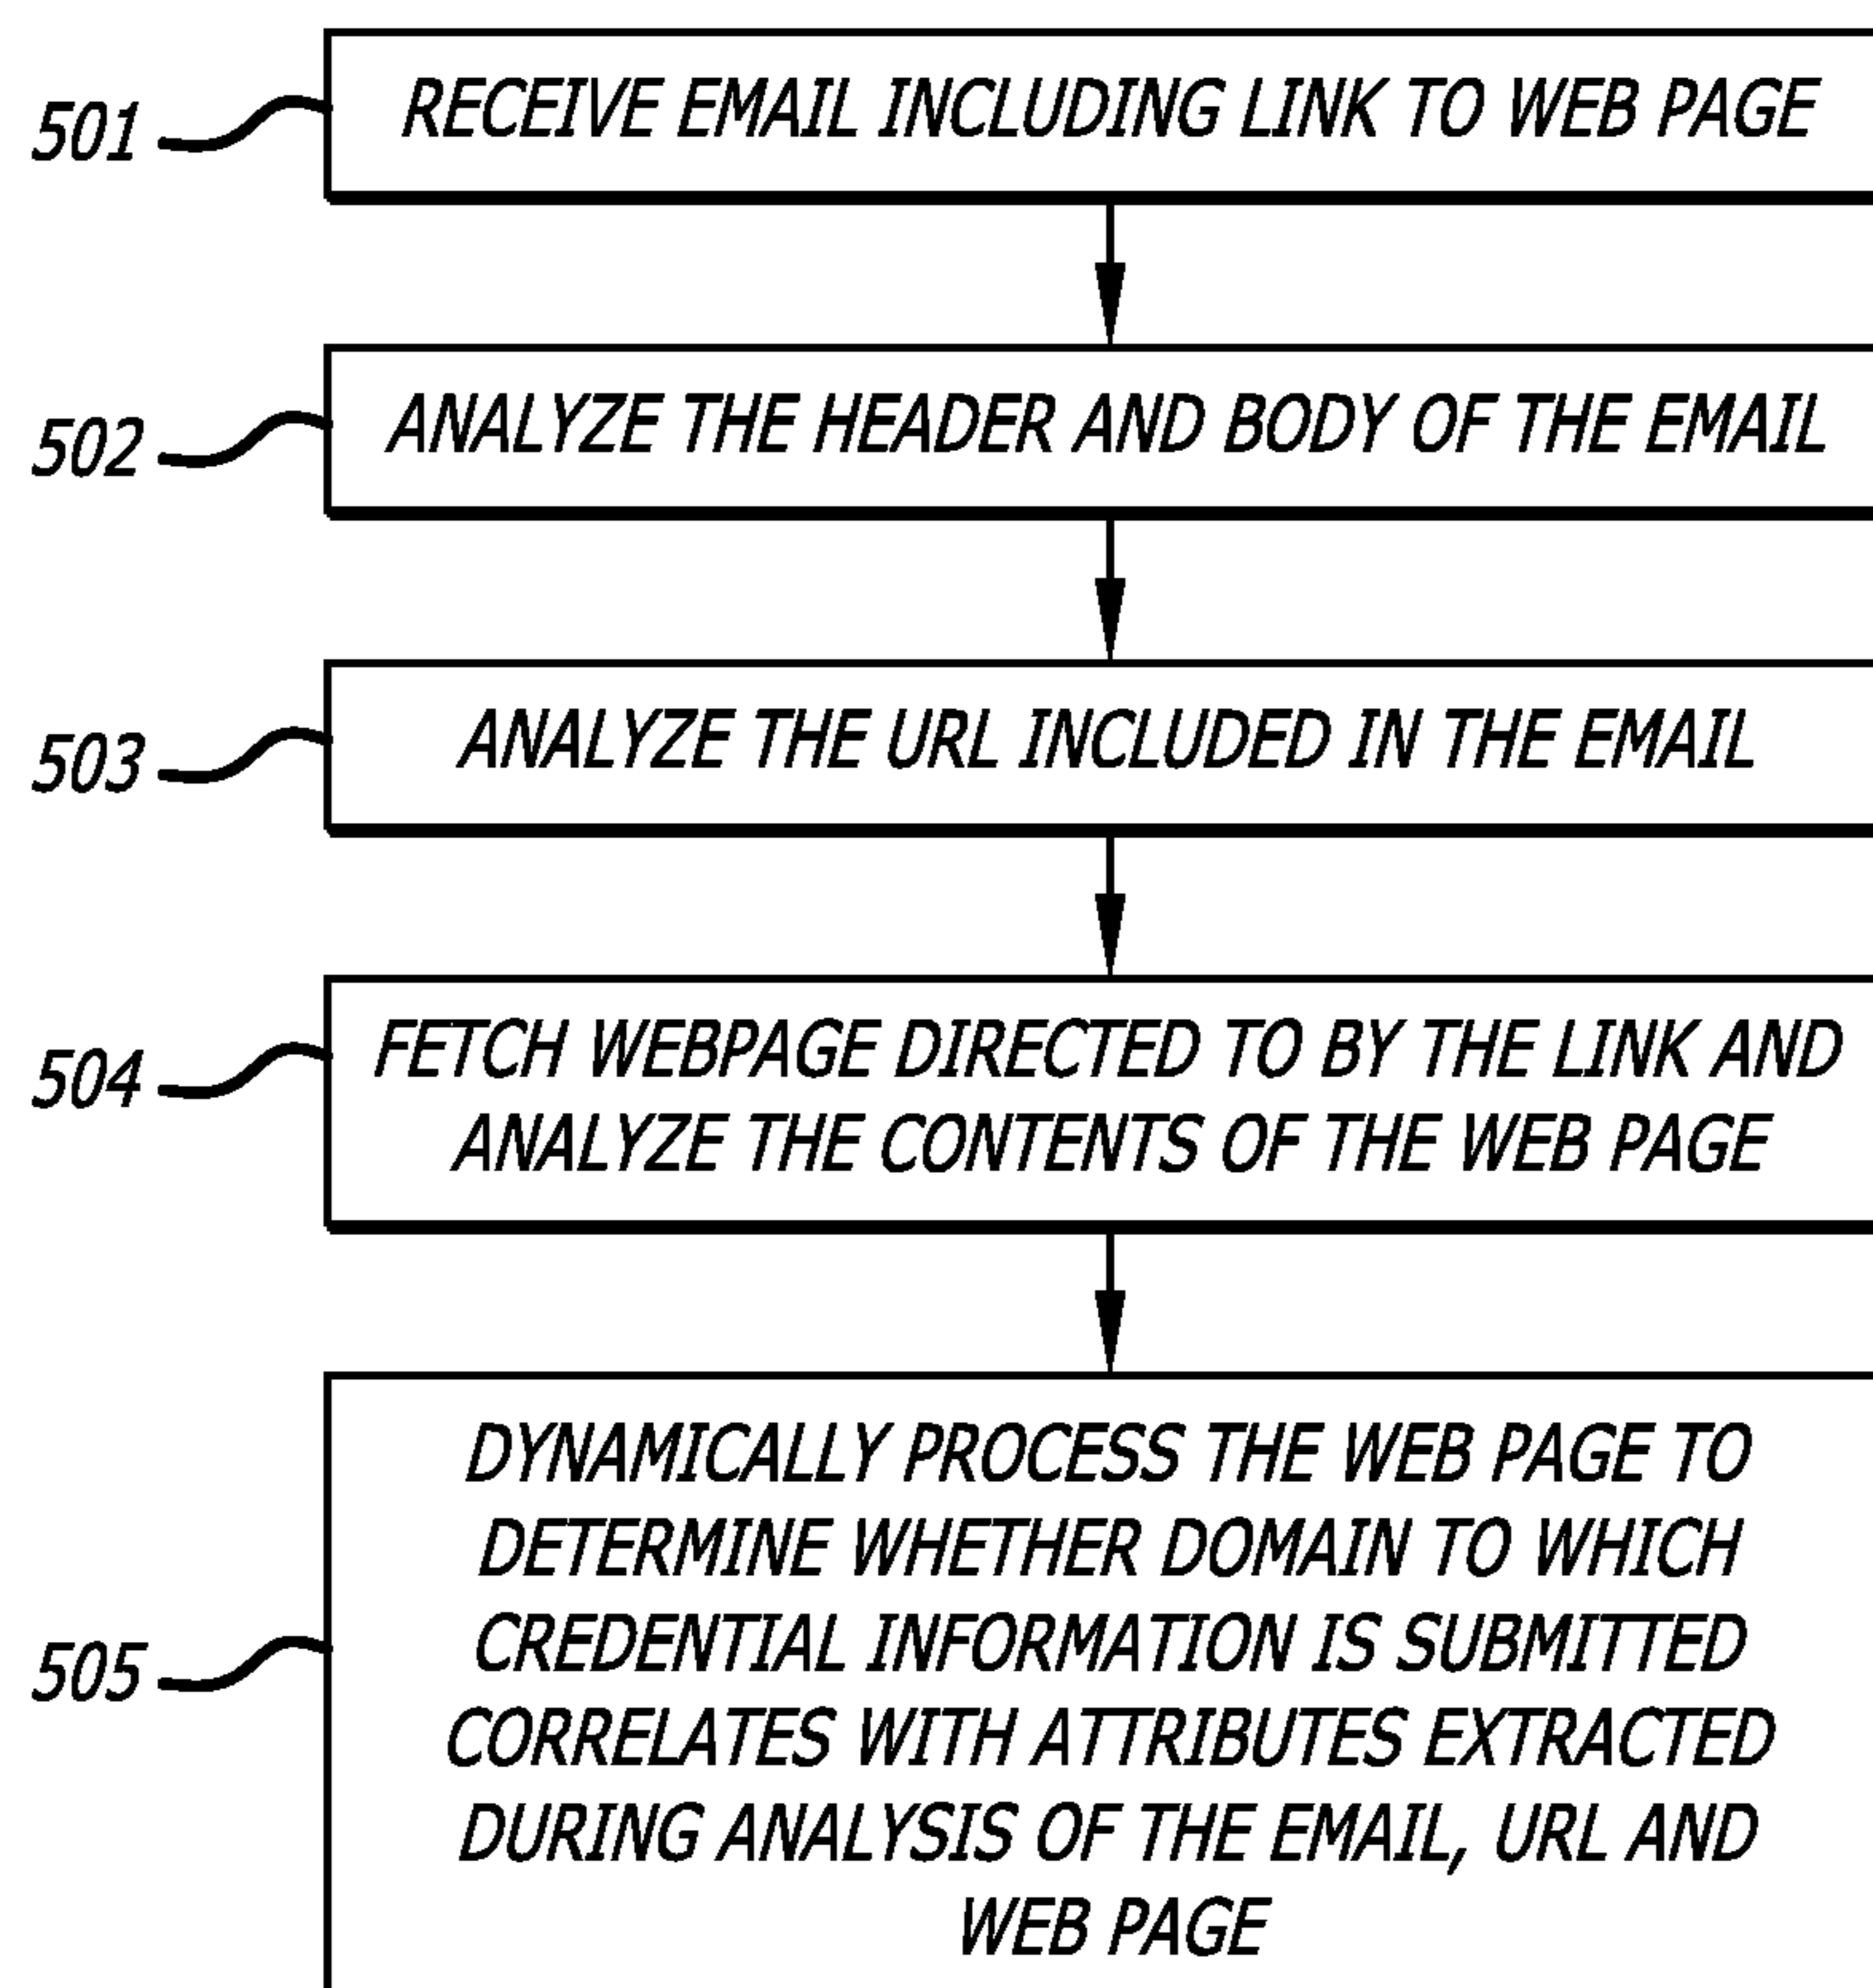 501
RECEIVE EMAIL INCLUDING LINK TO WEB PAGE
502
ANALYZE THE HEADER AND BODY OF THE EMAIL
503
ANALYZE THE URL INCLUDED IN THE EMAIL
504
FETCH WEBPAGE DIRECTED TO BY THE LINK AND
ANALYZE THE CONTENTS OF THE WEB PAGE
505
DYNAMICALLY PROCESS THE WEB PAGE TO
DETERMINE WHETHER DOMAIN TO WHICH
CREDENTIAL INFORMATION IS SUBMITTED
CORRELATES WITH ATTRIBUTES EXTRACTED
DURING ANALYSIS OF THE EMAIL, URL AND
WEB PAGE